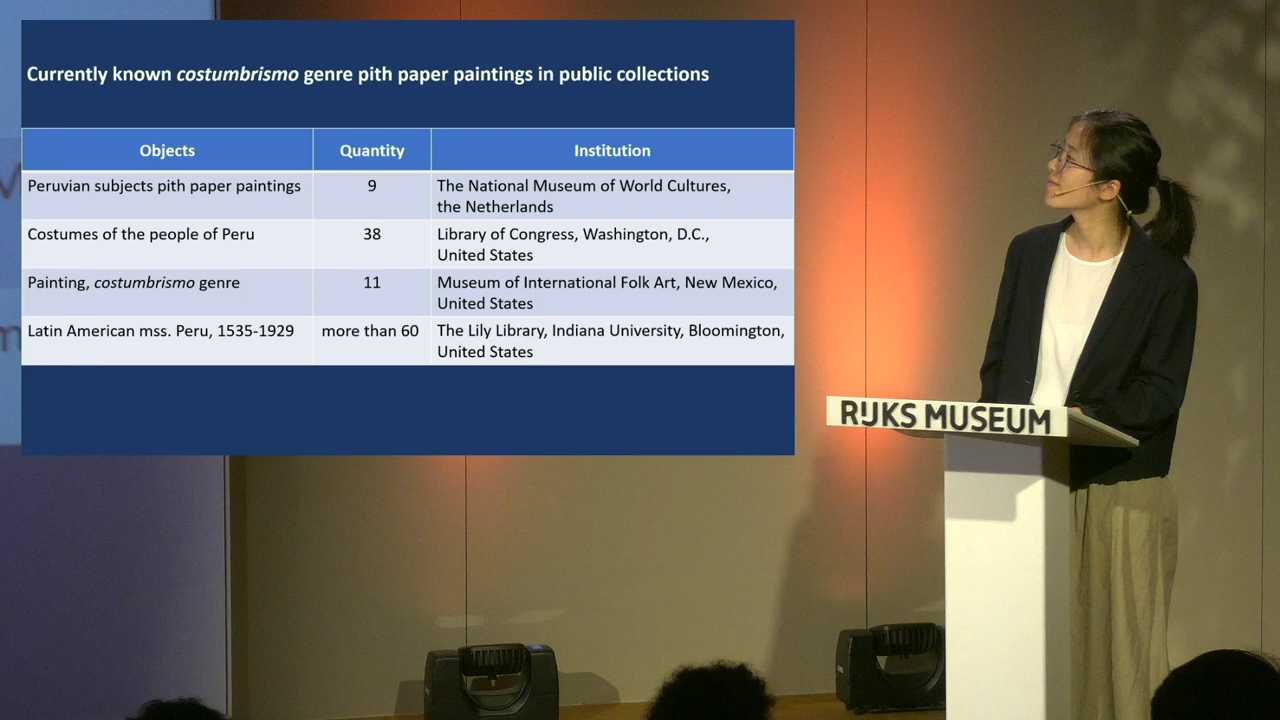 Currently known costumbrismo genre pith paper paintings in public collections
Objects
Quantity
Institution
Peruvian subjects pith paper paintings
9
The National Museum of World Cultures,
the Netherlands
Costumes of the people of Peru
38
Library of Congress, Washington, D.C.,
United States
Painting, costumbrismo genre
11
Museum of International Folk Art, New Mexico,
United States
Latin American mss. Peru, 1535-1929
more than 60
The Lily Library, Indiana University, Bloomington,
United States
RIJKS MUSEUM